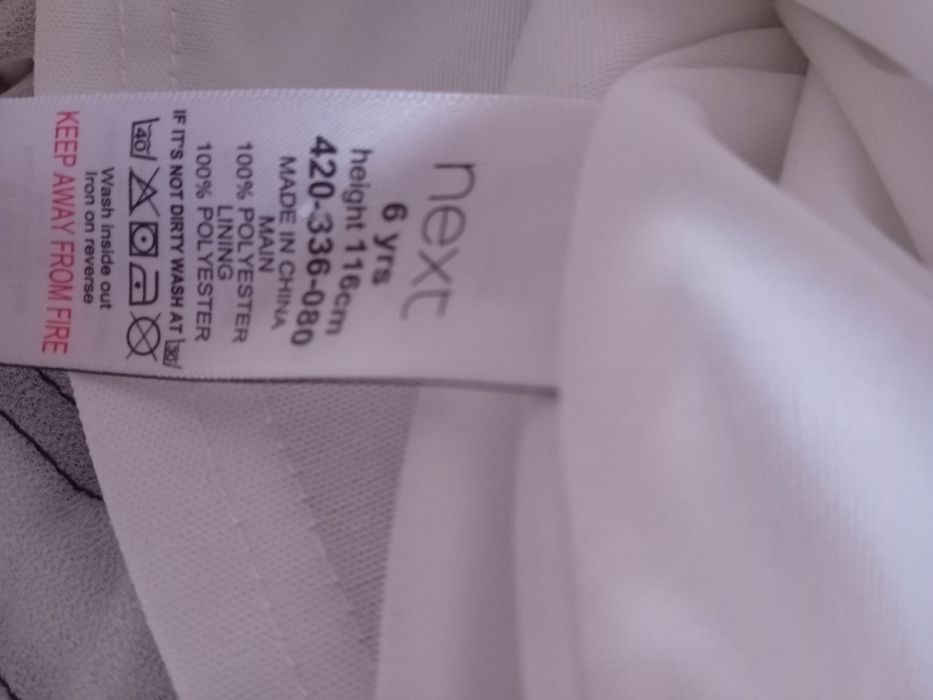 next
6 yrs
height 116cm
420-336-080
MADE IN CHINA
MAIN
100% POLYESTER
LINING
100% POLYESTER
IF IT'S NOT DIRTY WASH AT 30
40
Wash inside out
Iron on reverse
KEEP AWAY FROM FIRE